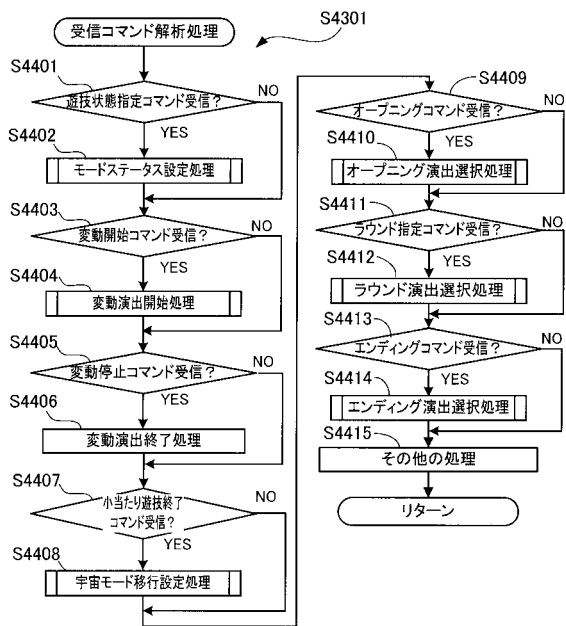 受信コマンド解析処理
S4301
S4401
遊技状態指定コマンド受信？
NO
YES
S4402
モードステータス設定処理
S4403
変動開始コマンド受信？
NO
YES
S4404
変動演出開始処理
S4405
変動停止コマンド受信？
NO
YES
S4406
変動演出終了処理
S4407
小当たり遊技終了
コマンド受信？
NO
YES
S4408
宇宙モード移行設定処理
S4409
オープニングコマンド受信？
NO
YES
S4410
オープニング演出選択処理
S4411
ラウンド指定コマンド受信？
NO
YES
S4412
ラウンド演出選択処理
S4413
エンディングコマンド受信？
NO
YES
S4414
エンディング演出選択処理
S4415
その他の処理
リターン